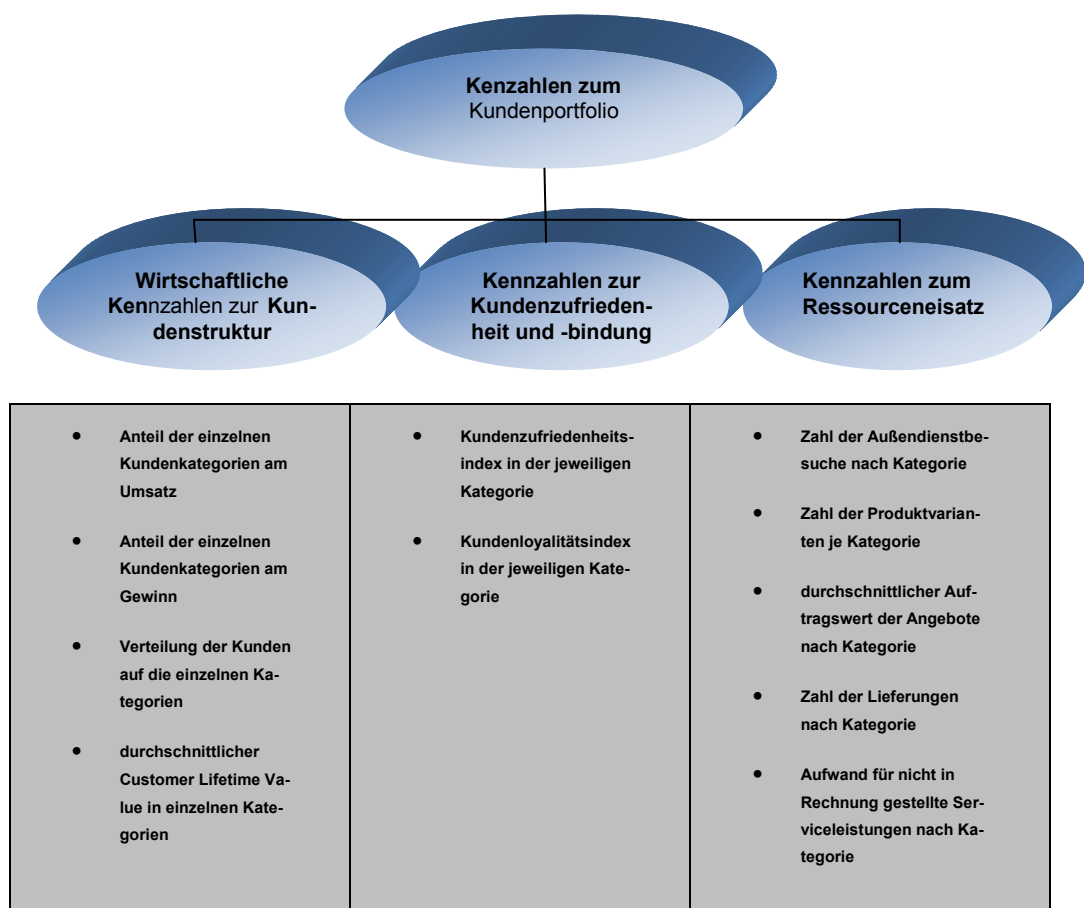 Kenzahlen zum
Kundenportfolio
Wirtschaftliche
Kennzahlen zur Kun-
denstruktur
Kennzahlen zur
Kundenzufrieden-
heit und -bindung
Kennzahlen zum
Ressourceneisatz
• Anteil der einzelnen
Kundenkategorien am
Umsatz
• Anteil der einzelnen
Kundenkategorien am
Gewinn
• Verteilung der Kunden
auf die einzelnen Ka-
tegorien
• durchschnittlicher
Customer Lifetime Va-
lue in einzelnen Kate-
gorien
• Kundenzufriedenheits-
index in der jeweiligen
Kategorie
• Kundenloyalitätsindex
in der jeweiligen Kate-
gorie
• Zahl der Außendienstbe-
suche nach Kategorie
• Zahl der Produktvarian-
ten je Kategorie
• durchschnittlicher Auf-
tragswert der Angebote
nach Kategorie
• Zahl der Lieferungen
nach Kategorie
• Aufwand für nicht in
Rechnung gestellte Ser-
viceleistungen nach Ka-
tegorie